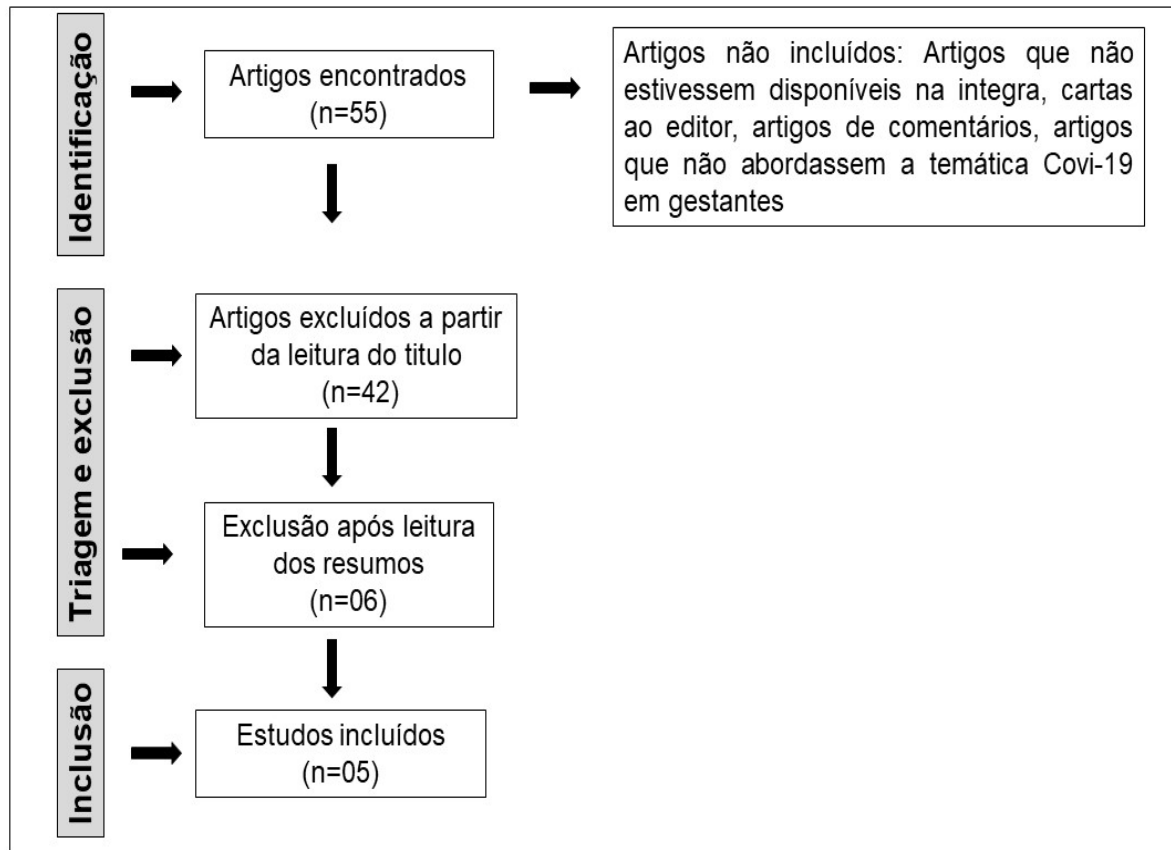 Identificação
Artigos encontrados
(n=55)
Artigos não incluídos: Artigos que não
estivessem disponíveis na integra, cartas
ao editor, artigos de comentários, artigos
que não abordassem a temática Covi-19
em gestantes
Triagem e exclusão
Artigos excluídos a partir
da leitura do titulo
(n=42)
Exclusão após leitura
dos resumos
(n=06)
Inclusão
Estudos incluídos
(n=05)